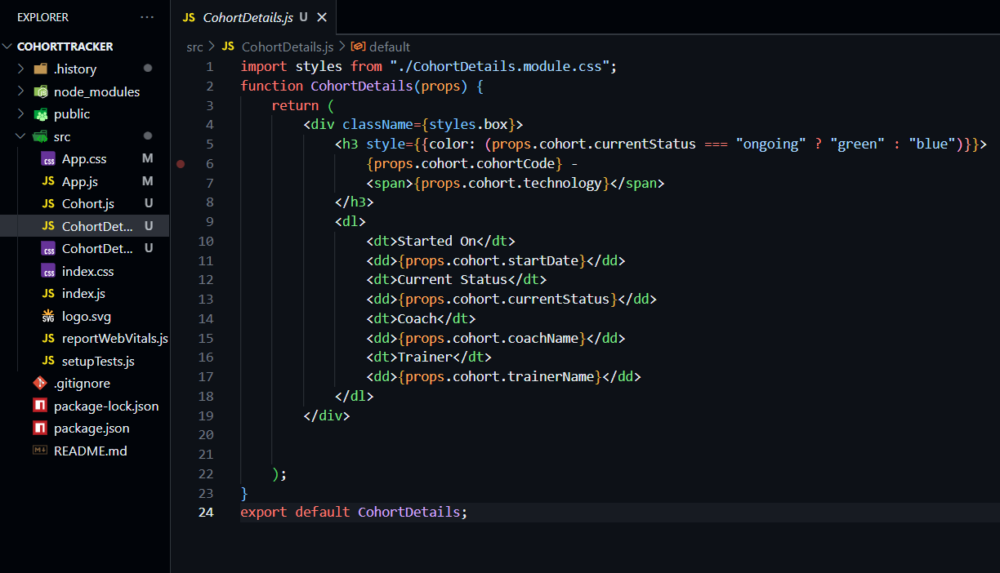 EXPLORER ···
COHORTTRACKER
.history
node_modules
public
src
App.css M
App.js M
Cohort.js U
CohortDet... U
CohortDet... U
index.css
index.js
logo.svg
reportWebVitals.js
setupTests.js
.gitignore
package-lock.json
package.json
README.md
JS CohortDetails.js U ×
src > JS CohortDetails.js > default
1 import styles from "./CohortDetails.module.css";
2 function CohortDetails(props) {
3 return (
4 <div className={styles.box}>
5 <h3 style={{color: (props.cohort.currentStatus === "ongoing" ? "green" : "blue")}}>
6 {props.cohort.cohortCode} -
7 <span>{props.cohort.technology}</span>
8 </h3>
9 <dl>
10 <dt>Started On</dt>
11 <dd>{props.cohort.startDate}</dd>
12 <dt>Current Status</dt>
13 <dd>{props.cohort.currentStatus}</dd>
14 <dt>Coach</dt>
15 <dd>{props.cohort.coachName}</dd>
16 <dt>Trainer</dt>
17 <dd>{props.cohort.trainerName}</dd>
18 </dl>
19 </div>
20
21
22 );
23 }
24 export default CohortDetails;